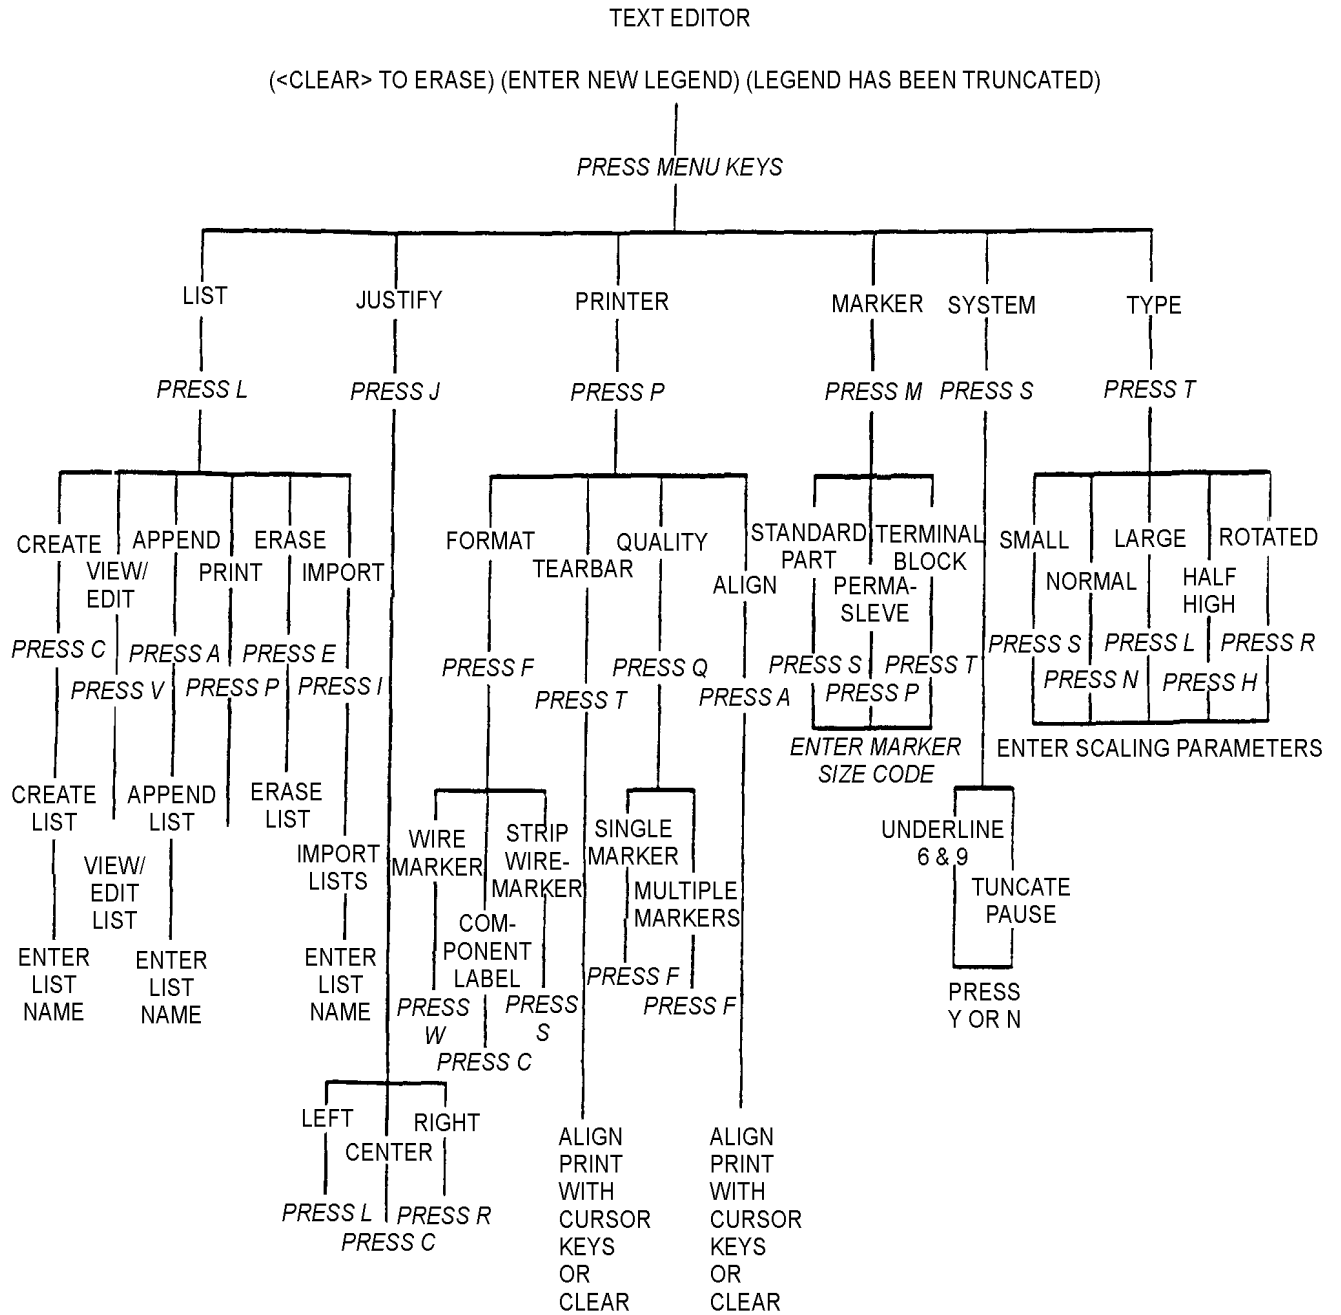 TEXT EDITOR
(<CLEAR> TO ERASE) (ENTER NEW LEGEND) (LEGEND HAS BEEN TRUNCATED)
PRESS MENU KEYS
LIST
JUSTIFY
PRINTER
MARKER
SYSTEM
TYPE
PRESS L
PRESS J
PRESS P
PRESS M
PRESS S
PRESS T
CREATE
VIEW/
EDIT
APPEND
PRINT
ERASE
IMPORT
PRESS C
PRESS V
PRESS A
PRESS P
PRESS E
PRESS I
CREATE
LIST
VIEW/
EDIT
LIST
APPEND
LIST
ERASE
LIST
IMPORT
LISTS
ENTER
LIST
NAME
ENTER
LIST
NAME
ENTER
LIST
NAME
LEFT
CENTER
RIGHT
PRESS L
PRESS C
PRESS R
FORMAT
TEARBAR
QUALITY
ALIGN
PRESS F
PRESS T
PRESS Q
PRESS A
WIRE
MARKER
COM-
PONENT
LABEL
STRIP
WIRE-
MARKER
PRESS
W
PRESS C
PRESS
S
SINGLE
MARKER
MULTIPLE
MARKERS
PRESS F
PRESS F
ALIGN
PRINT
WITH
CURSOR
KEYS
OR
CLEAR
ALIGN
PRINT
WITH
CURSOR
KEYS
OR
CLEAR
STANDARD
PART
PERMA-
SLEVE
TERMINAL
BLOCK
PRESS S
PRESS P
PRESS T
ENTER MARKER
SIZE CODE
UNDERLINE
6 & 9
TUNCATE
PAUSE
PRESS
Y OR N
SMALL
NORMAL
LARGE
HALF
HIGH
ROTATED
PRESS S
PRESS N
PRESS L
PRESS H
PRESS R
ENTER SCALING PARAMETERS